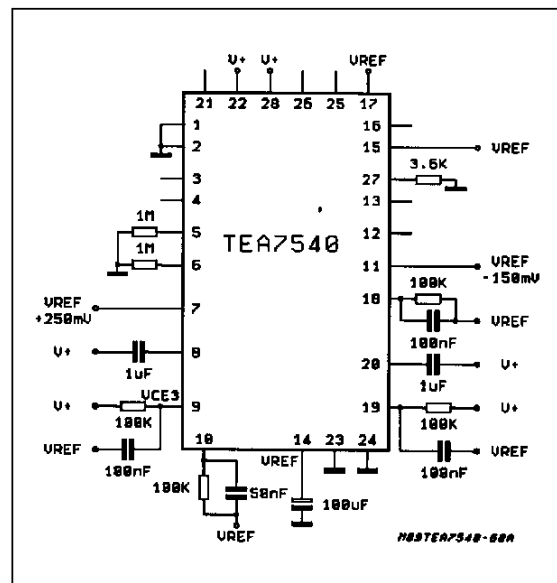 V+ V+ VREF
21 22 28 26 25 17
1 16
2 15 VREF
3 27 3.6K
4 13
5 1M 12
6 1M 11 VREF -150mV
TEA7540
VREF +250mV 7 18 100K
100nF VREF
V+ 1uF 8 20 1uF V+
V+ 100K VCE3 9 19 100K V+
VREF 100nF 100nF VREF
10 14 23 24
VREF
100K 50nF 100uF
VREF
M89TEA7540-60A